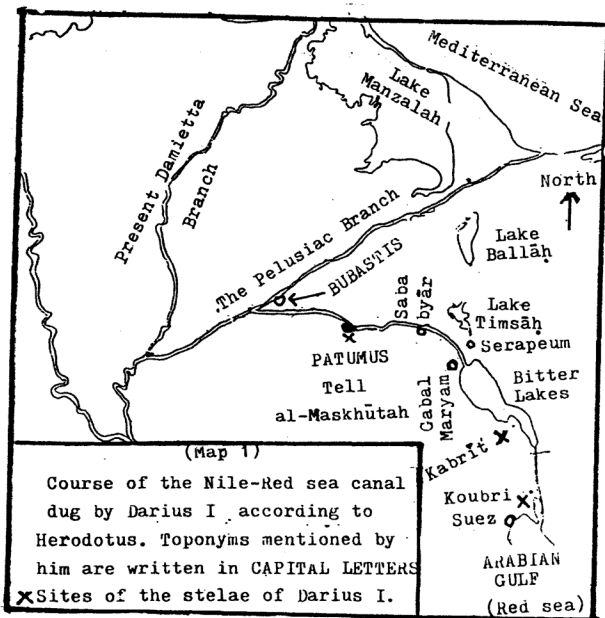 Mediterranean Sea
Lake
Manzalah
Present Damietta
Branch
North
The Pelusiac Branch
BUBASTIS
Lake
Ballāḥ
Saba
byār
Lake
Timsāḥ
Serapeum
PATUMUS
Tell
al-Maskhūtah
Cabal
Maryam
Bitter
Lakes
Kabrīt
Koubri
Suez
ARABIAN
GULF
(Red sea)
(Map 1)
Course of the Nile-Red sea canal
dug by Darius I according to
Herodotus. Toponyms mentioned by
him are written in CAPITAL LETTERS
x Sites of the stelae of Darius I.